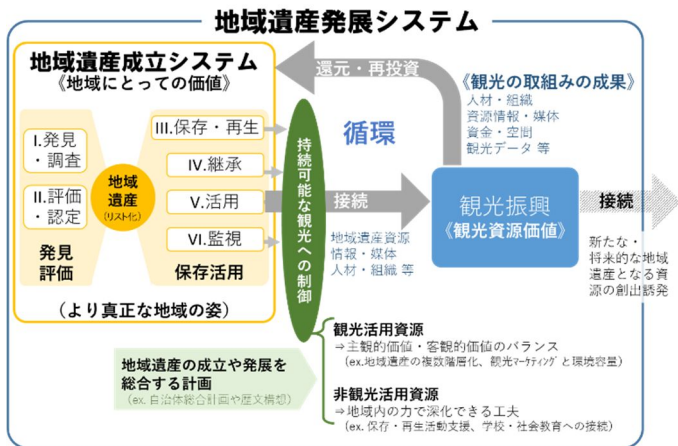 地域遺産発展システム
地域遺産成立システム
《地域にとっての価値》
I.発見
・調査
II.評価
・認定
発見
評価
地域
遺産
(リスト化)
III.保存・再生
IV.継承
V.活用
VI.監視
保存活用
(より真正な地域の姿)
持続可能な観光への制御
還元・再投資
循環
接続
地域遺産資源
情報・媒体
人材・組織 等
《観光の取組みの成果》
人材・組織
資源情報・媒体
資金・空間
観光データ 等
観光振興
《観光資源価値》
接続
新たな・
将来的な地域
遺産となる資
源の創出誘発
地域遺産の成立や発展を
総合する計画
(ex. 自治体総合計画や歴文構想)
観光活用資源
⇒主観的価値・客観的価値のバランス
(ex.地域遺産の複数階層化、観光マーケティングと環境容量)
非観光活用資源
⇒地域内の力で深化できる工夫
(ex. 保存・再生活動支援、学校・社会教育への接続)